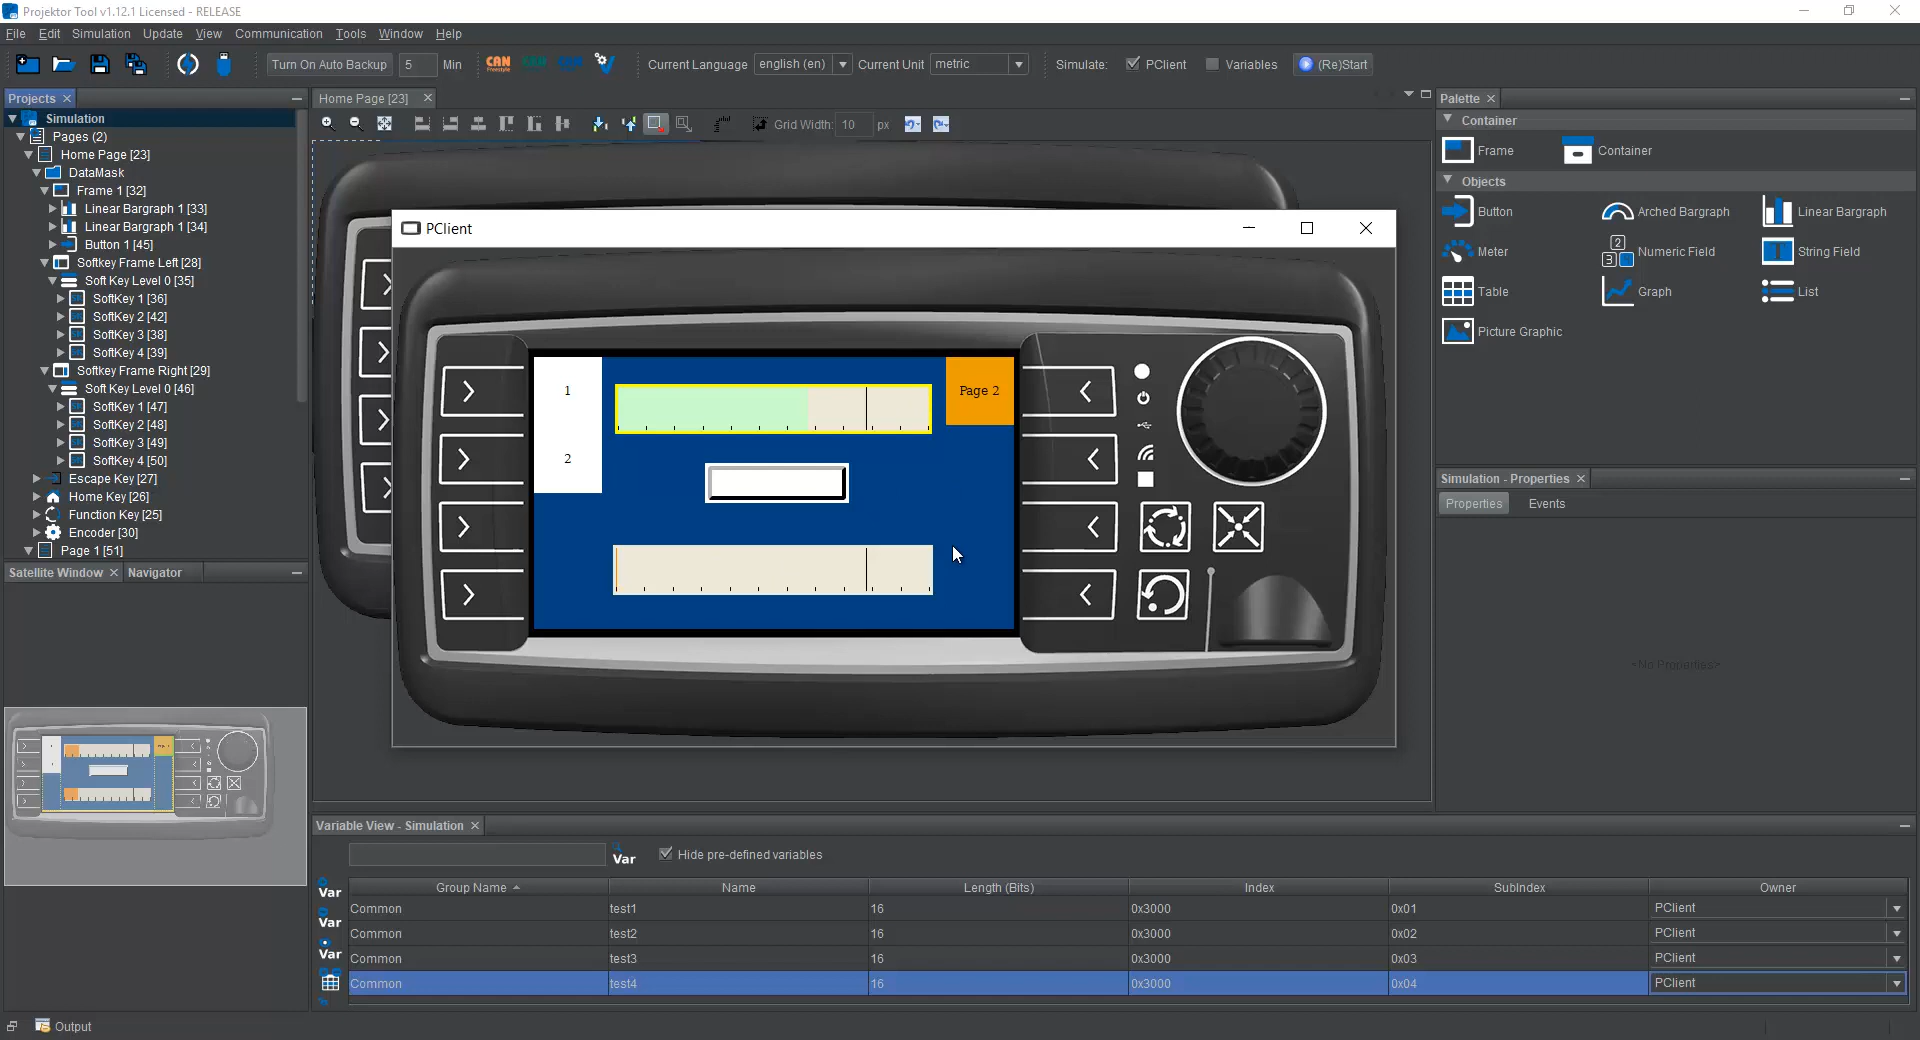 Projektor Tool v1.12.1 Licensed - RELEASE
File Edit Simulation Update View Communication Tools Window Help
Turn On Auto Backup 5 Min CAN Current Language english (en) Current Unit metric Simulate: PClient Variables (Re)Start
Projects
Simulation
Pages (2)
Home Page [23]
DataMask
Frame 1 [32]
Linear Bargraph 1 [33]
Linear Bargraph 1 [34]
Button 1 [45]
Softkey Frame Left [28]
Soft Key Level 0 [35]
SoftKey 1 [36]
SoftKey 2 [42]
SoftKey 3 [38]
SoftKey 4 [39]
Softkey Frame Right [29]
Soft Key Level 0 [46]
SoftKey 1 [47]
SoftKey 2 [48]
SoftKey 3 [49]
SoftKey 4 [50]
Escape Key [27]
Home Key [26]
Function Key [25]
Encoder [30]
Page 1 [51]
Satellite Window Navigator
Home Page [23]
Grid Width: 10 px
PClient
1
2
Page 2
Palette
Container
Frame Container
Objects
Button Arched Bargraph Linear Bargraph
Meter Numeric Field String Field
Table Graph List
Picture Graphic
Simulation - Properties
Properties Events
<No Properties>
Variable View - Simulation
Var Hide pre-defined variables
Var
Var
Var
Group Name Name Length (Bits) Index SubIndex Owner
Common test1 16 0x3000 0x01 PClient
Common test2 16 0x3000 0x02 PClient
Common test3 16 0x3000 0x03 PClient
Common test4 16 0x3000 0x04 PClient
Output